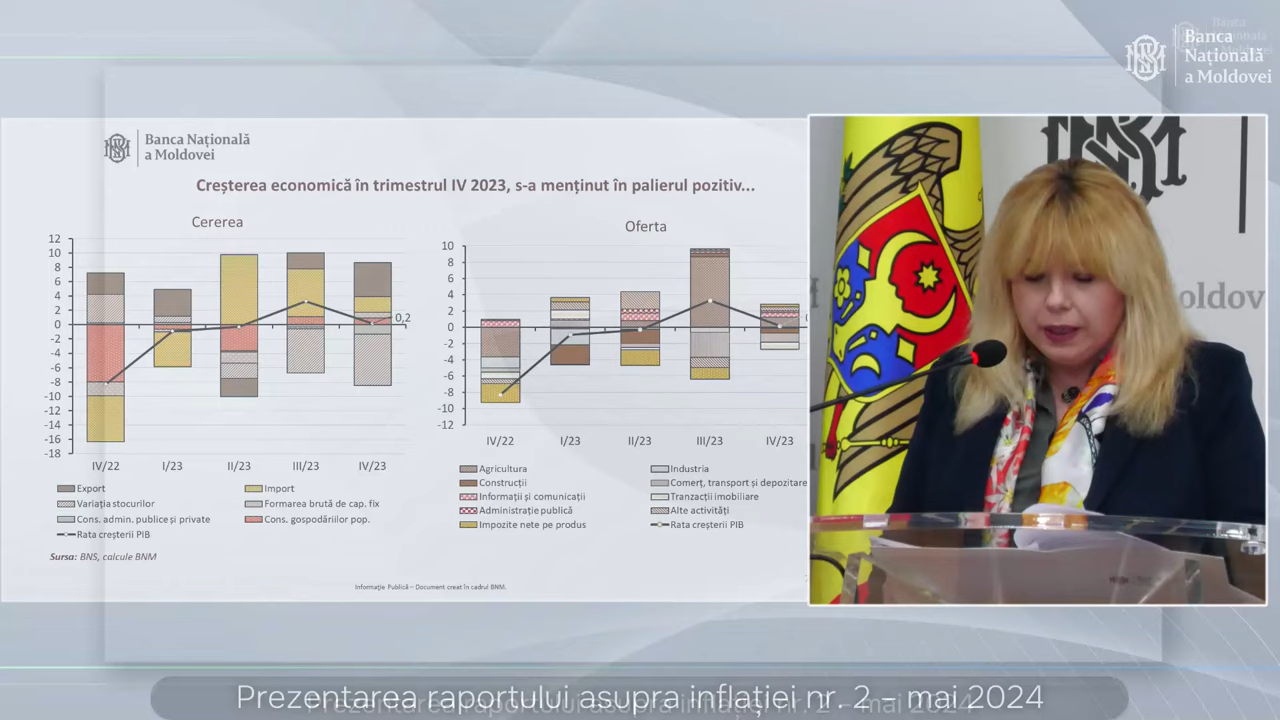 Banca
Națională
a Moldovei
Banca Națională
a Moldovei
Creșterea economică în trimestrul IV 2023, s-a menținut în palierul pozitiv...
Cererea
12
10
8
6
4
2
0
-2
-4
-6
-8
-10
-12
-14
-16
-18
0,2
IV/22 I/23 II/23 III/23 IV/23
Export Import
Variația stocurilor Formarea brută de cap. fix
Cons. admin. publice și private Cons. gospodăriilor pop.
Rata creșterii PIB
Sursa: BNS, calcule BNM
Oferta
10
8
6
4
2
0
-2
-4
-6
-8
-10
-12
IV/22 I/23 II/23 III/23 IV/23
Agricultura Industria
Construcții Comerț, transport și depozitare
Informații și comunicații Tranzacții imobiliare
Administrație publică Alte activități
Impozite nete pe produs Rata creșterii PIB
Informație Publică – Document creat în cadrul BNM.
oldov
Prezentarea raportului asupra inflației nr. 2 – mai 2024